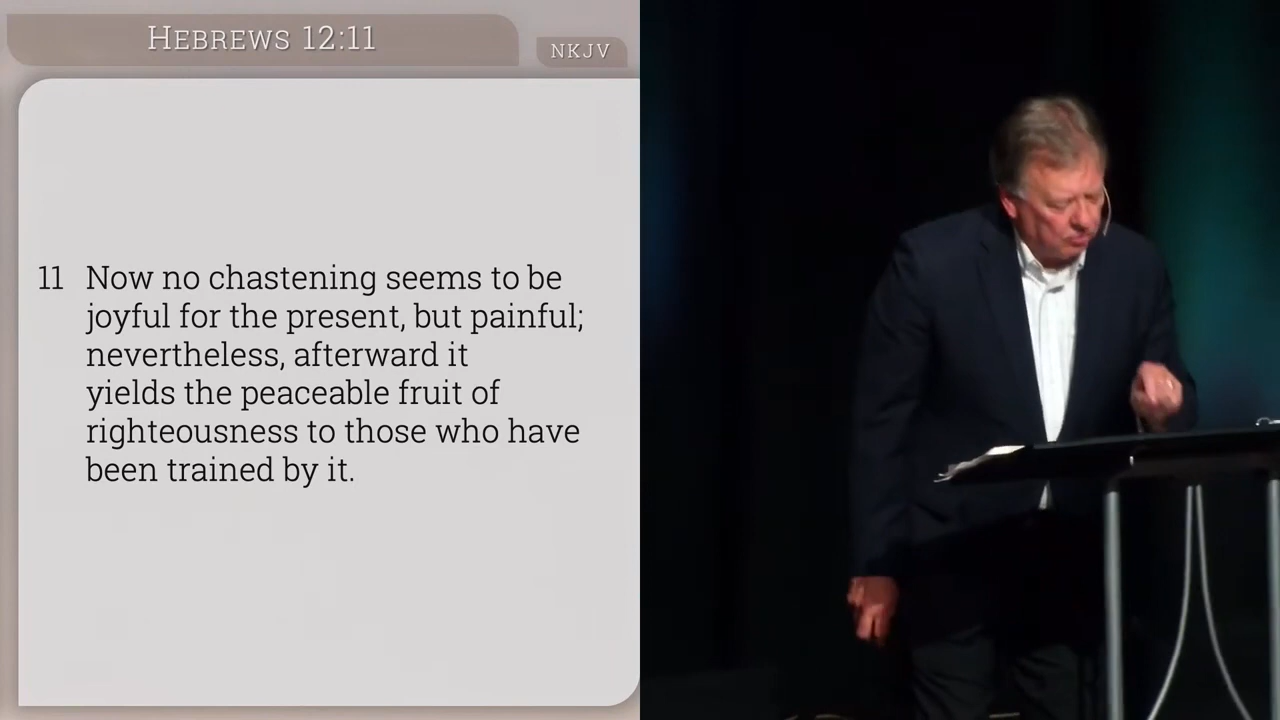 HEBREWS 12:11
NKJV
11 Now no chastening seems to be
joyful for the present, but painful;
nevertheless, afterward it
yields the peaceable fruit of
righteousness to those who have
been trained by it.